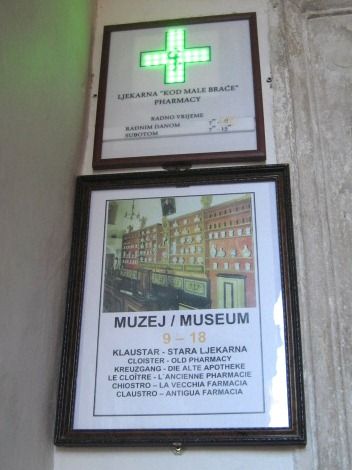 LJEKARNA "KOD MALE BRAĆE"
PHARMACY
RADNO VRIJEME
RADNIM DANOM
SUBOTOM
MUZEJ / MUSEUM
9 – 18
KLAUSTAR - STARA LJEKARNA
CLOISTER - OLD PHARMACY
KREUZGANG - DIE ALTE APOTHEKE
LE CLOÎTRE - L'ANCIENNE PHARMACIE
CHIOSTRO – LA VECCHIA FARMACIA
CLAUSTRO – ANTIGUA FARMACIA